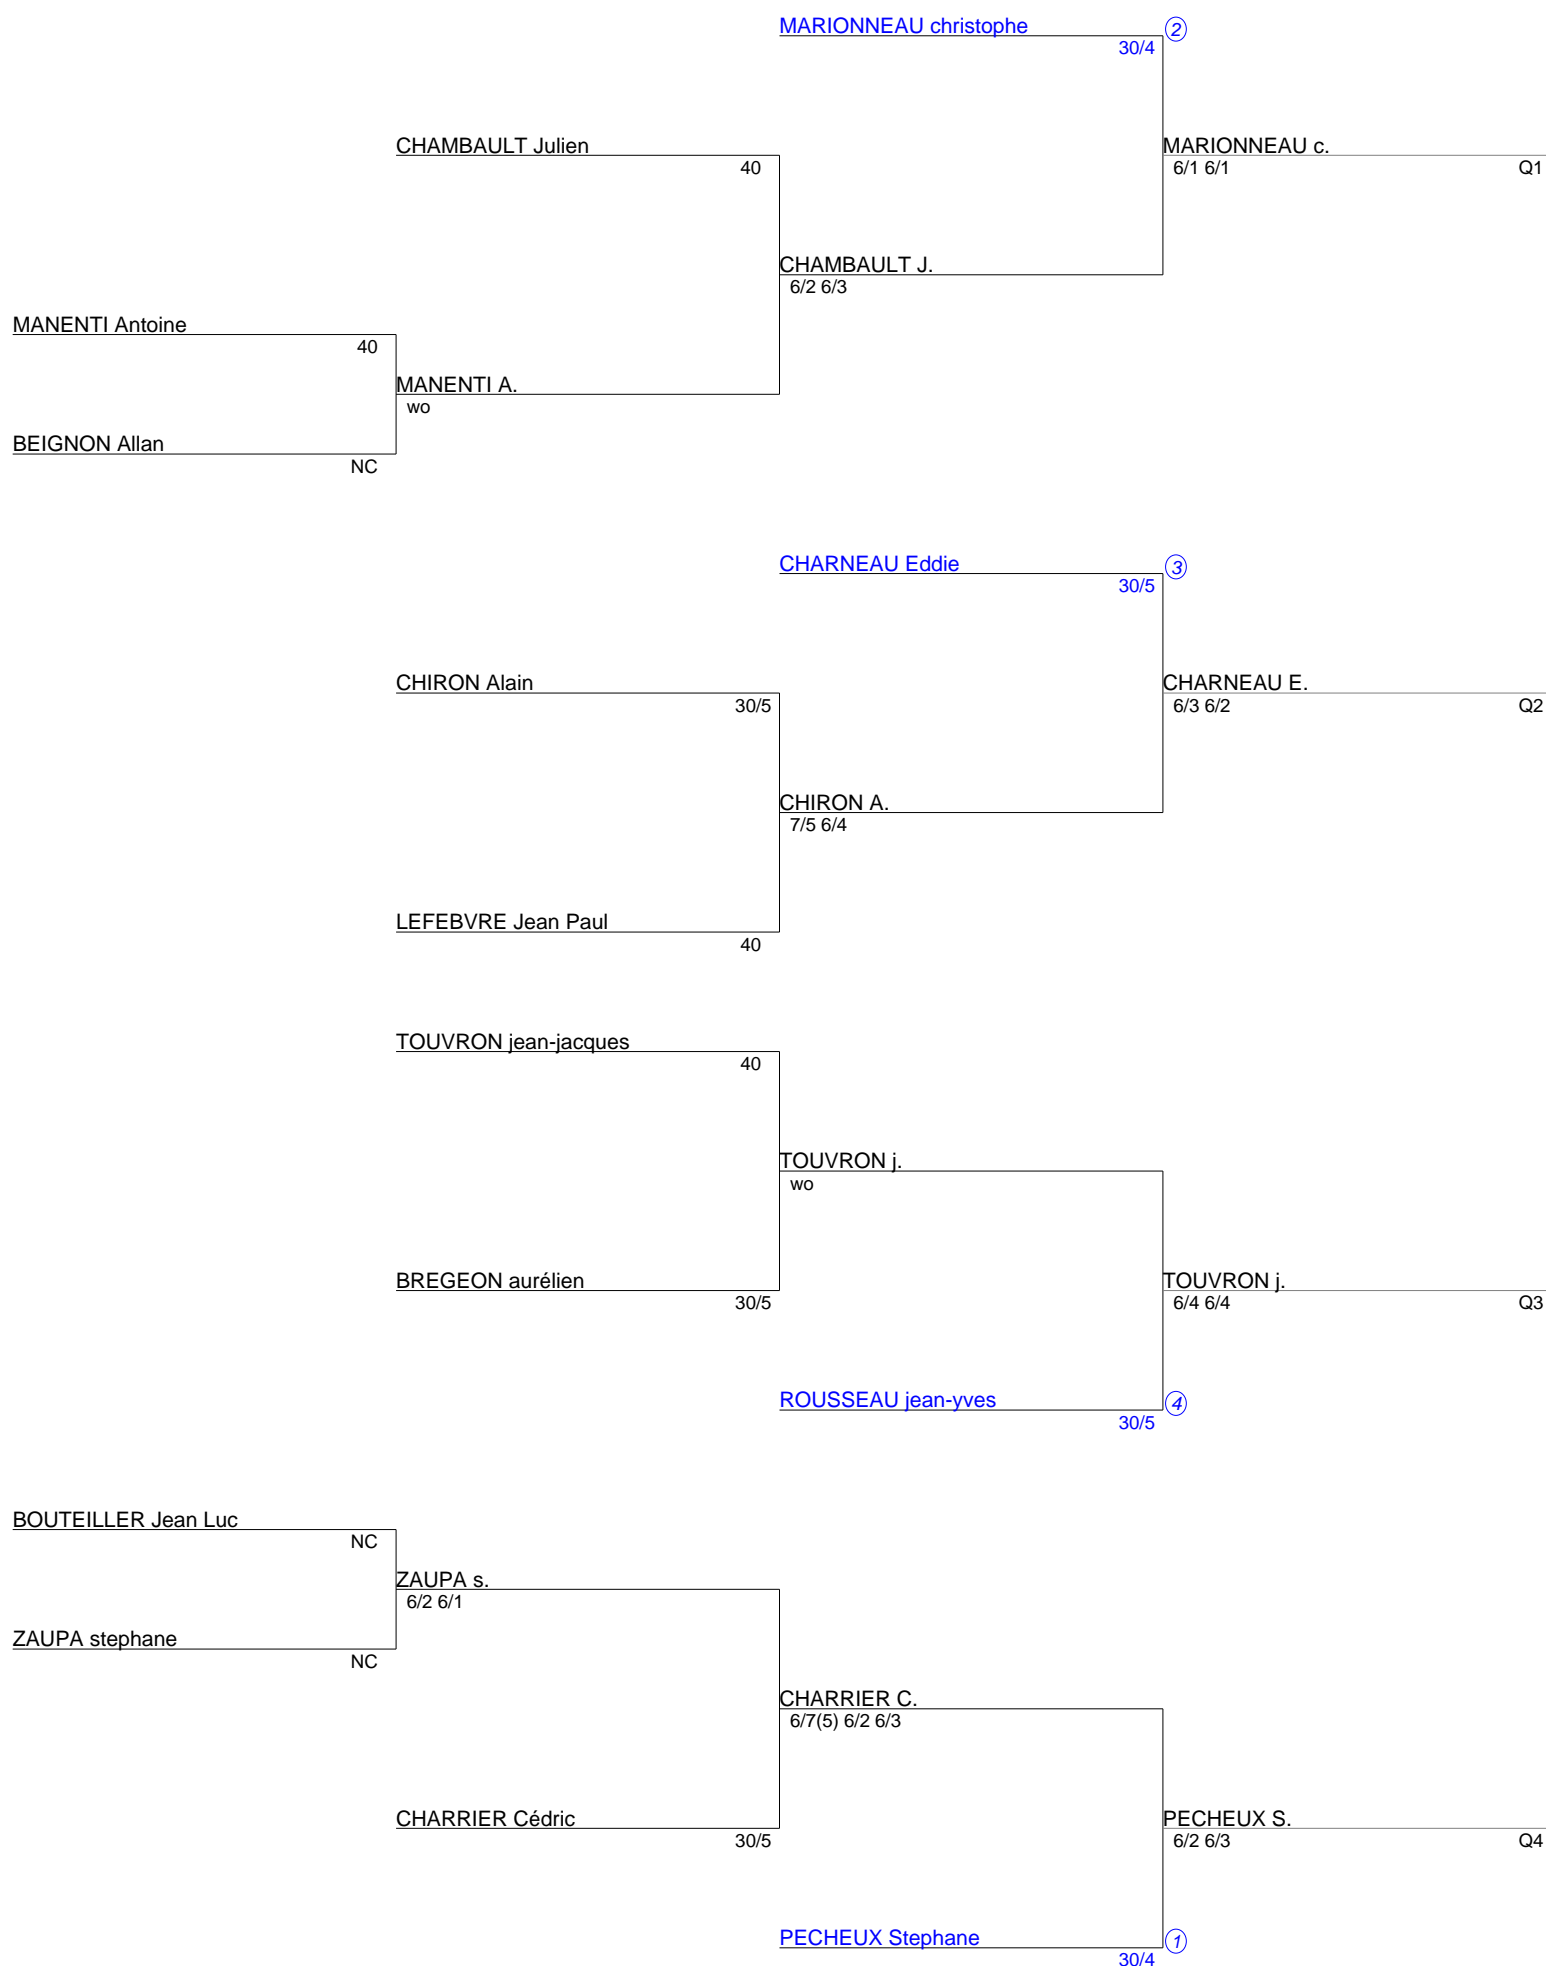 MARIONNEAU christophe
2
30/4
CHAMBAULT Julien
40
MARIONNEAU c.
6/1 6/1
Q1
CHAMBAULT J.
6/2 6/3
MANENTI Antoine
40
MANENTI A.
wo
BEIGNON Allan
NC
CHARNEAU Eddie
3
30/5
CHIRON Alain
30/5
CHARNEAU E.
6/3 6/2
Q2
CHIRON A.
7/5 6/4
LEFEBVRE Jean Paul
40
TOUVRON jean-jacques
40
TOUVRON j.
wo
BREGEON aurélien
30/5
TOUVRON j.
6/4 6/4
Q3
ROUSSEAU jean-yves
4
30/5
BOUTEILLER Jean Luc
NC
ZAUPA s.
6/2 6/1
ZAUPA stephane
NC
CHARRIER C.
6/7(5) 6/2 6/3
CHARRIER Cédric
30/5
PECHEUX S.
6/2 6/3
Q4
PECHEUX Stephane
1
30/4